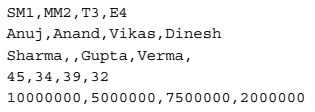 SM1,MM2,T3,E4
Anuj,Anand,Vikas,Dinesh
Sharma,,Gupta,Verma,
45,34,39,32
10000000,5000000,7500000,2000000